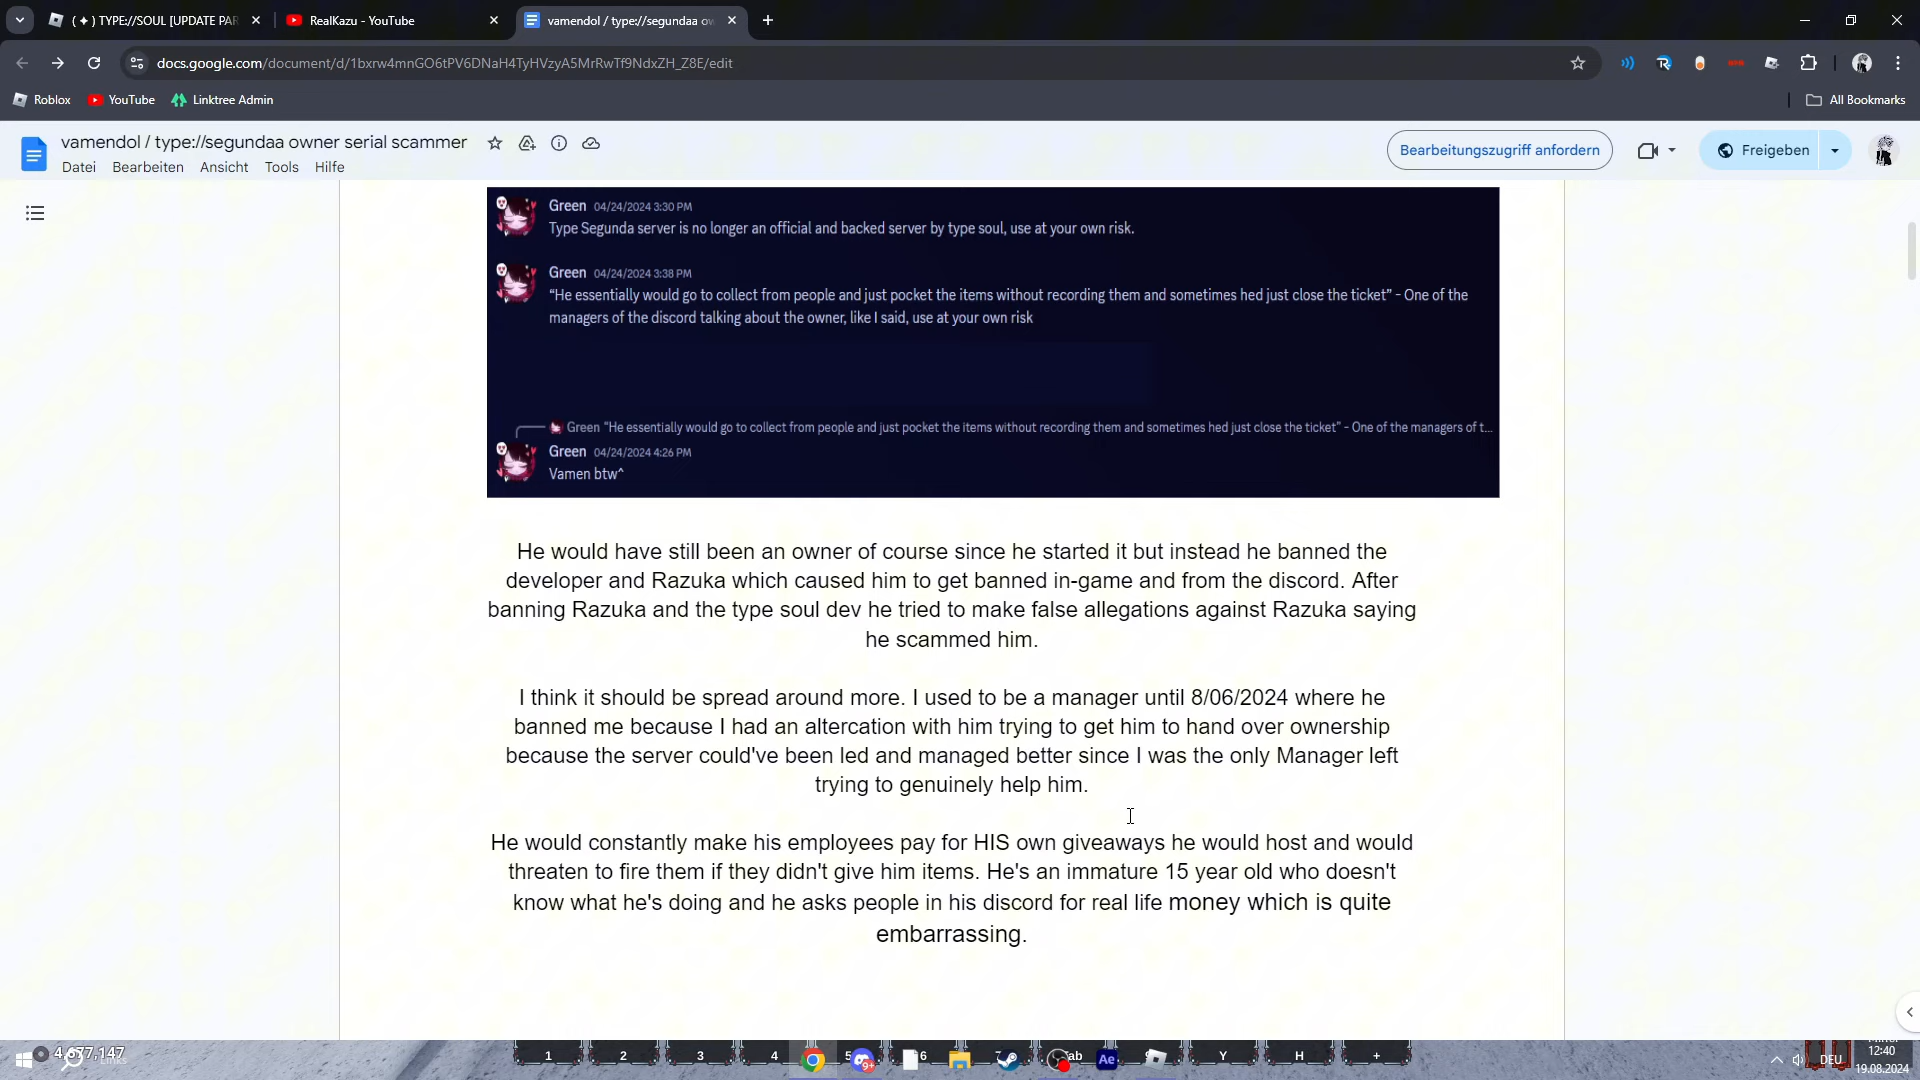 ( ✦ ) TYPE://SOUL [UPDATE PAR
RealKazu - YouTube
vamendol / type://segundaa ow
docs.google.com/document/d/1bxrw4mnGO6tPV6DNaH4TyHVzyA5MrRwTf9NdxZH_Z8E/edit
Roblox
YouTube
Linktree Admin
All Bookmarks
vamendol / type://segundaa owner serial scammer
Datei Bearbeiten Ansicht Tools Hilfe
Bearbeitungszugriff anfordern
Freigeben
Green 04/24/2024 3:30 PM
Type Segunda server is no longer an official and backed server by type soul, use at your own risk.
Green 04/24/2024 3:38 PM
“He essentially would go to collect from people and just pocket the items without recording them and sometimes hed just close the ticket” - One of the
managers of the discord talking about the owner, like I said, use at your own risk
Green “He essentially would go to collect from people and just pocket the items without recording them and sometimes hed just close the ticket” - One of the managers of t...
Green 04/24/2024 4:26 PM
Vamen btw^
He would have still been an owner of course since he started it but instead he banned the
developer and Razuka which caused him to get banned in-game and from the discord. After
banning Razuka and the type soul dev he tried to make false allegations against Razuka saying
he scammed him.
I think it should be spread around more. I used to be a manager until 8/06/2024 where he
banned me because I had an altercation with him trying to get him to hand over ownership
because the server could've been led and managed better since I was the only Manager left
trying to genuinely help him.
He would constantly make his employees pay for HIS own giveaways he would host and would
threaten to fire them if they didn't give him items. He's an immature 15 year old who doesn't
know what he's doing and he asks people in his discord for real life money which is quite
embarrassing.
4,677,147
Links
1 2 3 4 5 6 7 Tab 9 Y H +
9+
Ae
DEU
12:40
19.08.2024